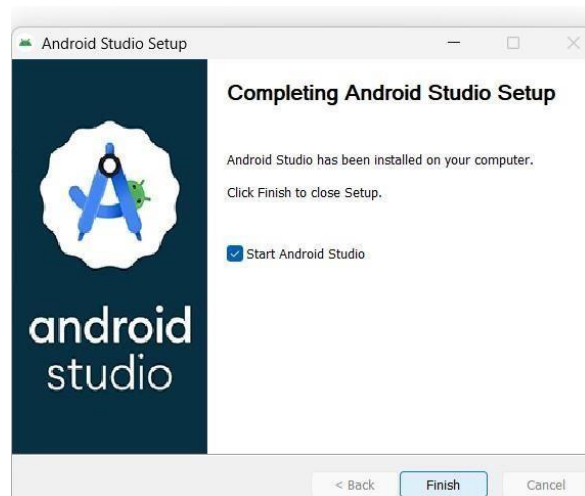 Android Studio Setup
Completing Android Studio Setup
Android Studio has been installed on your computer.
Click Finish to close Setup.
Start Android Studio
android
studio
< Back
Finish
Cancel